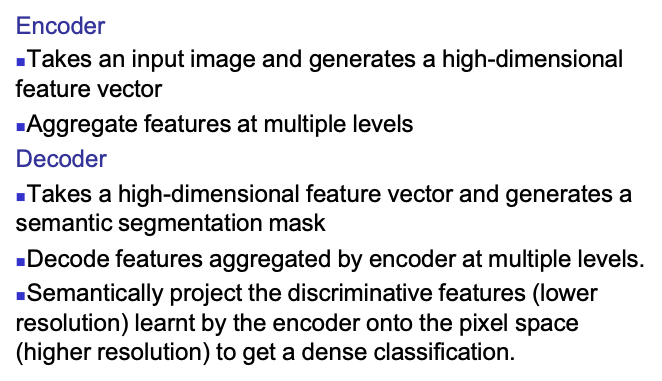 Encoder
▪Takes an input image and generates a high-dimensional
feature vector
▪Aggregate features at multiple levels
Decoder
▪Takes a high-dimensional feature vector and generates a
semantic segmentation mask
▪Decode features aggregated by encoder at multiple levels.
▪Semantically project the discriminative features (lower
resolution) learnt by the encoder onto the pixel space
(higher resolution) to get a dense classification.